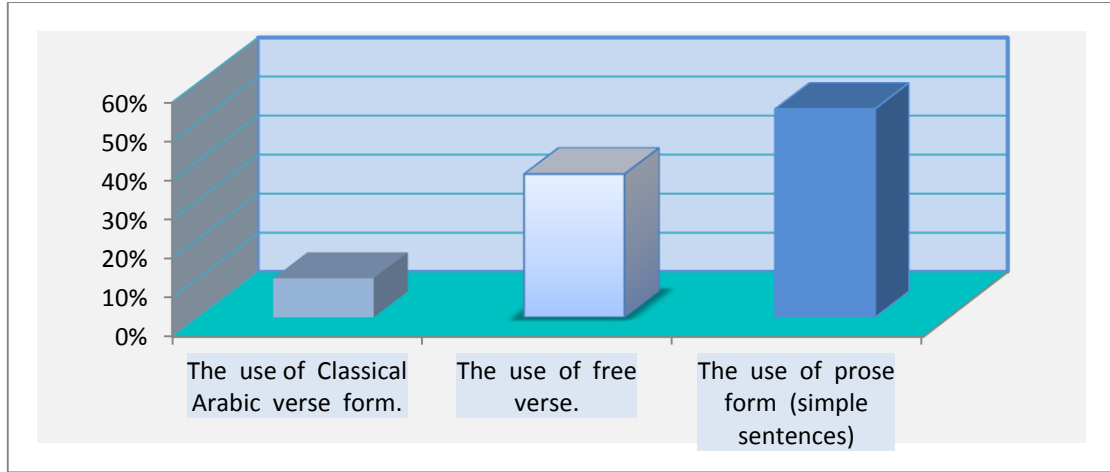 60%
50%
40%
30%
20%
10%
0%
The use of Classical
Arabic verse form.
The use of free
verse.
The use of prose
form (simple
sentences)